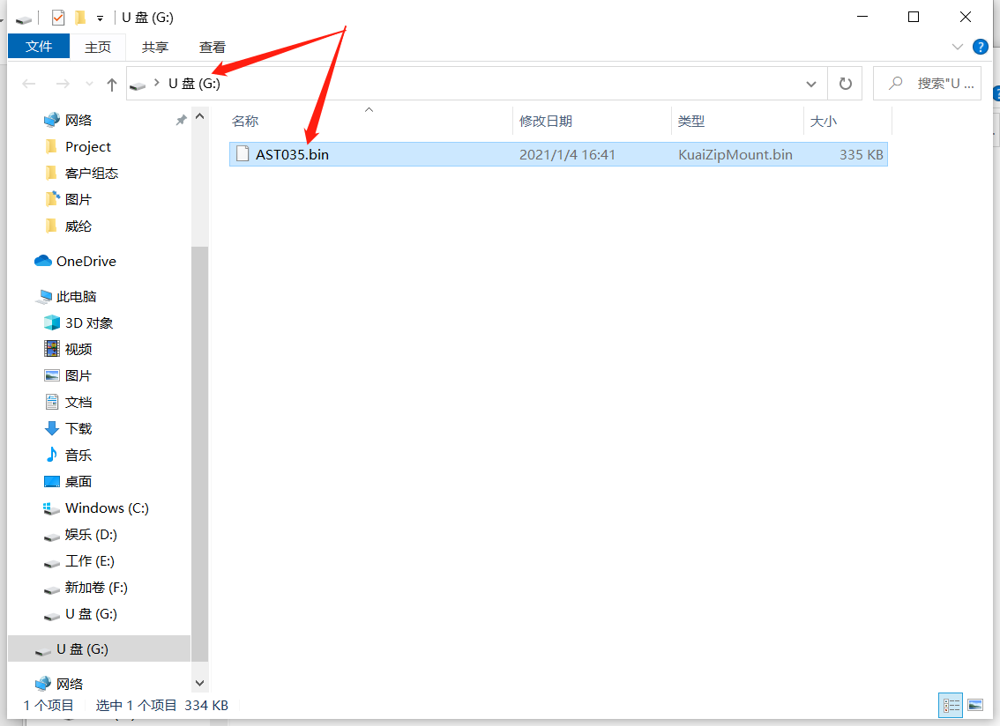 U 盘 (G:)
文件 主页 共享 查看
U 盘 (G:) 搜索"U ...
名称 修改日期 类型 大小
AST035.bin 2021/1/4 16:41 KuaiZipMount.bin 335 KB
网络
Project
客户组态
图片
威纶
OneDrive
此电脑
3D 对象
视频
图片
文档
下载
音乐
桌面
Windows (C:)
娱乐 (D:)
工作 (E:)
新加卷 (F:)
U 盘 (G:)
U 盘 (G:)
网络
1 个项目 选中 1 个项目 334 KB